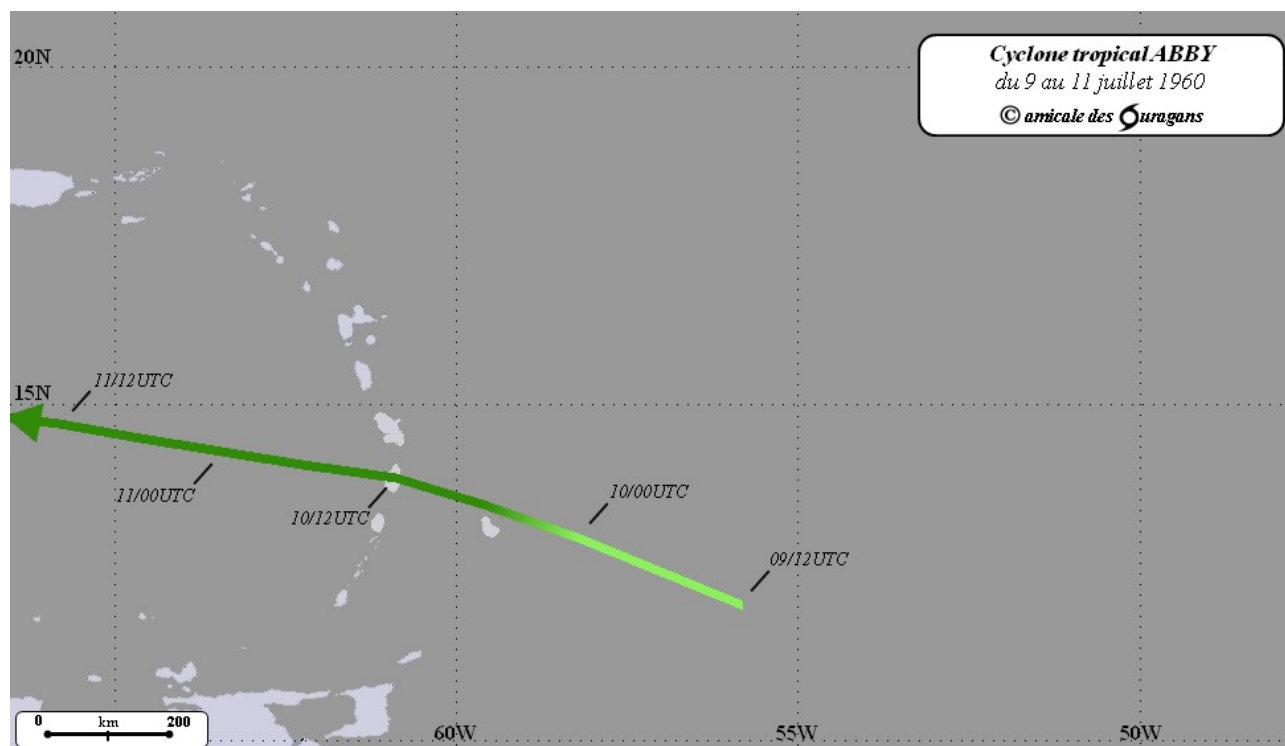 20N
Cyclone tropical ABBY
du 9 au 11 juillet 1960
© amicale des Ouragans
11/12UTC
15N
11/00UTC
10/12UTC
10/00UTC
09/12UTC
0 km 200
60W
55W
50W